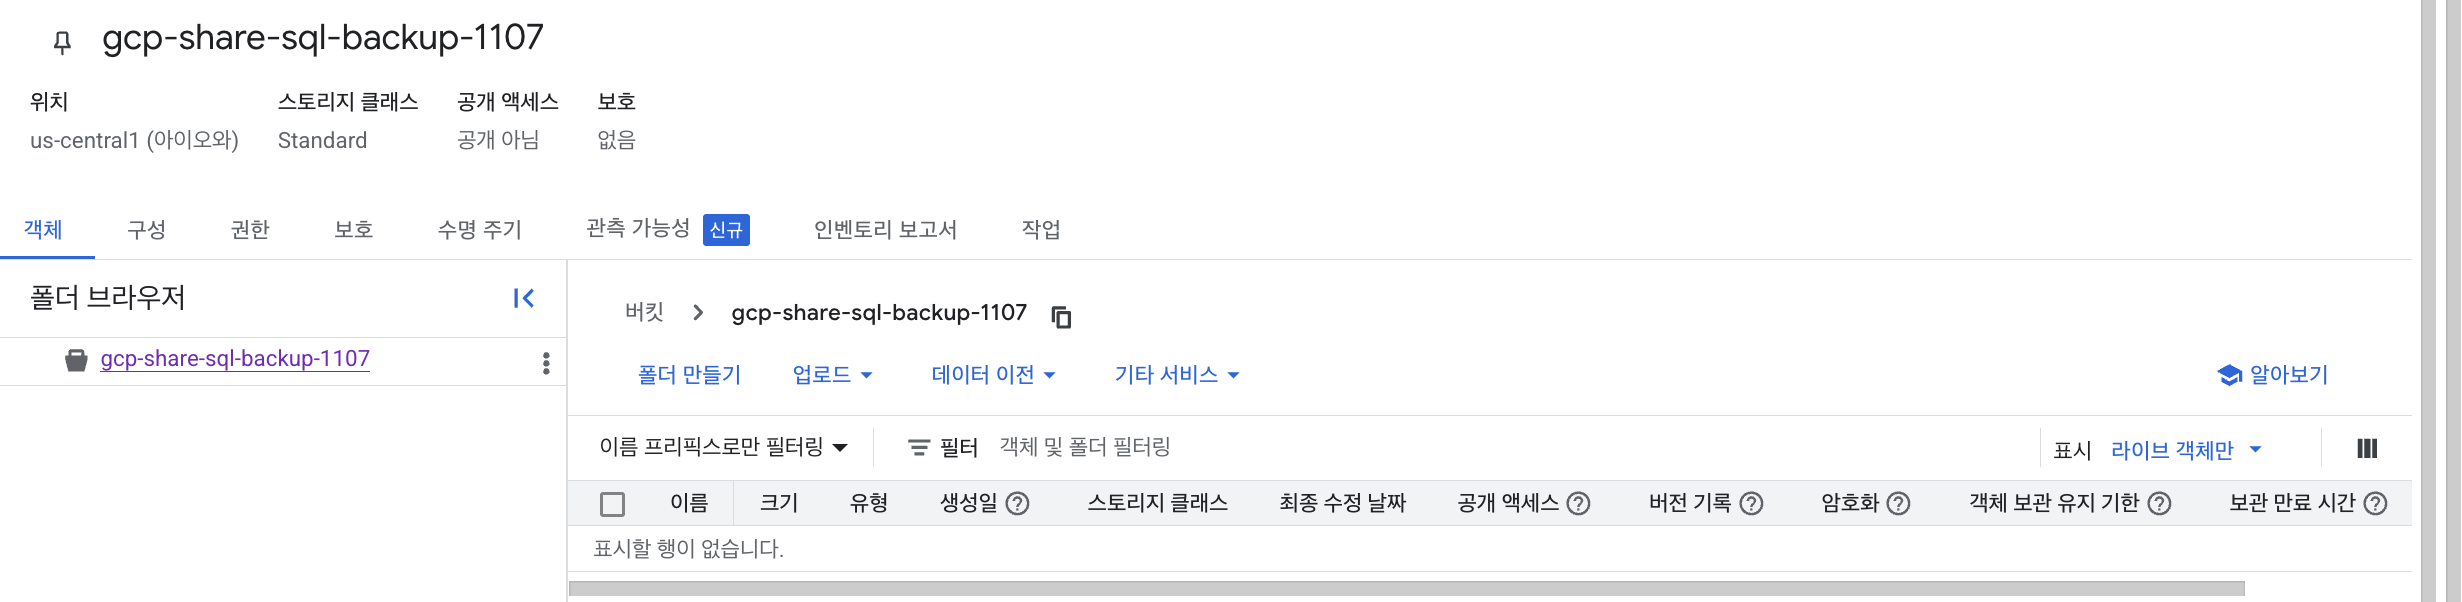 gcp-share-sql-backup-1107
위치 스토리지 클래스 공개 액세스 보호
us-central1 (아이오와) Standard 공개 아님 없음
객체 구성 권한 보호 수명 주기 관측 가능성 신규 인벤토리 보고서 작업
폴더 브라우저
gcp-share-sql-backup-1107
버킷 > gcp-share-sql-backup-1107
폴더 만들기 업로드 데이터 이전 기타 서비스 알아보기
이름 프리픽스로만 필터링 필터 객체 및 폴더 필터링 표시 라이브 객체만
이름 크기 유형 생성일 ? 스토리지 클래스 최종 수정 날짜 공개 액세스 ? 버전 기록 ? 암호화 ? 객체 보관 유지 기한 ? 보관 만료 시간 ?
표시할 행이 없습니다.